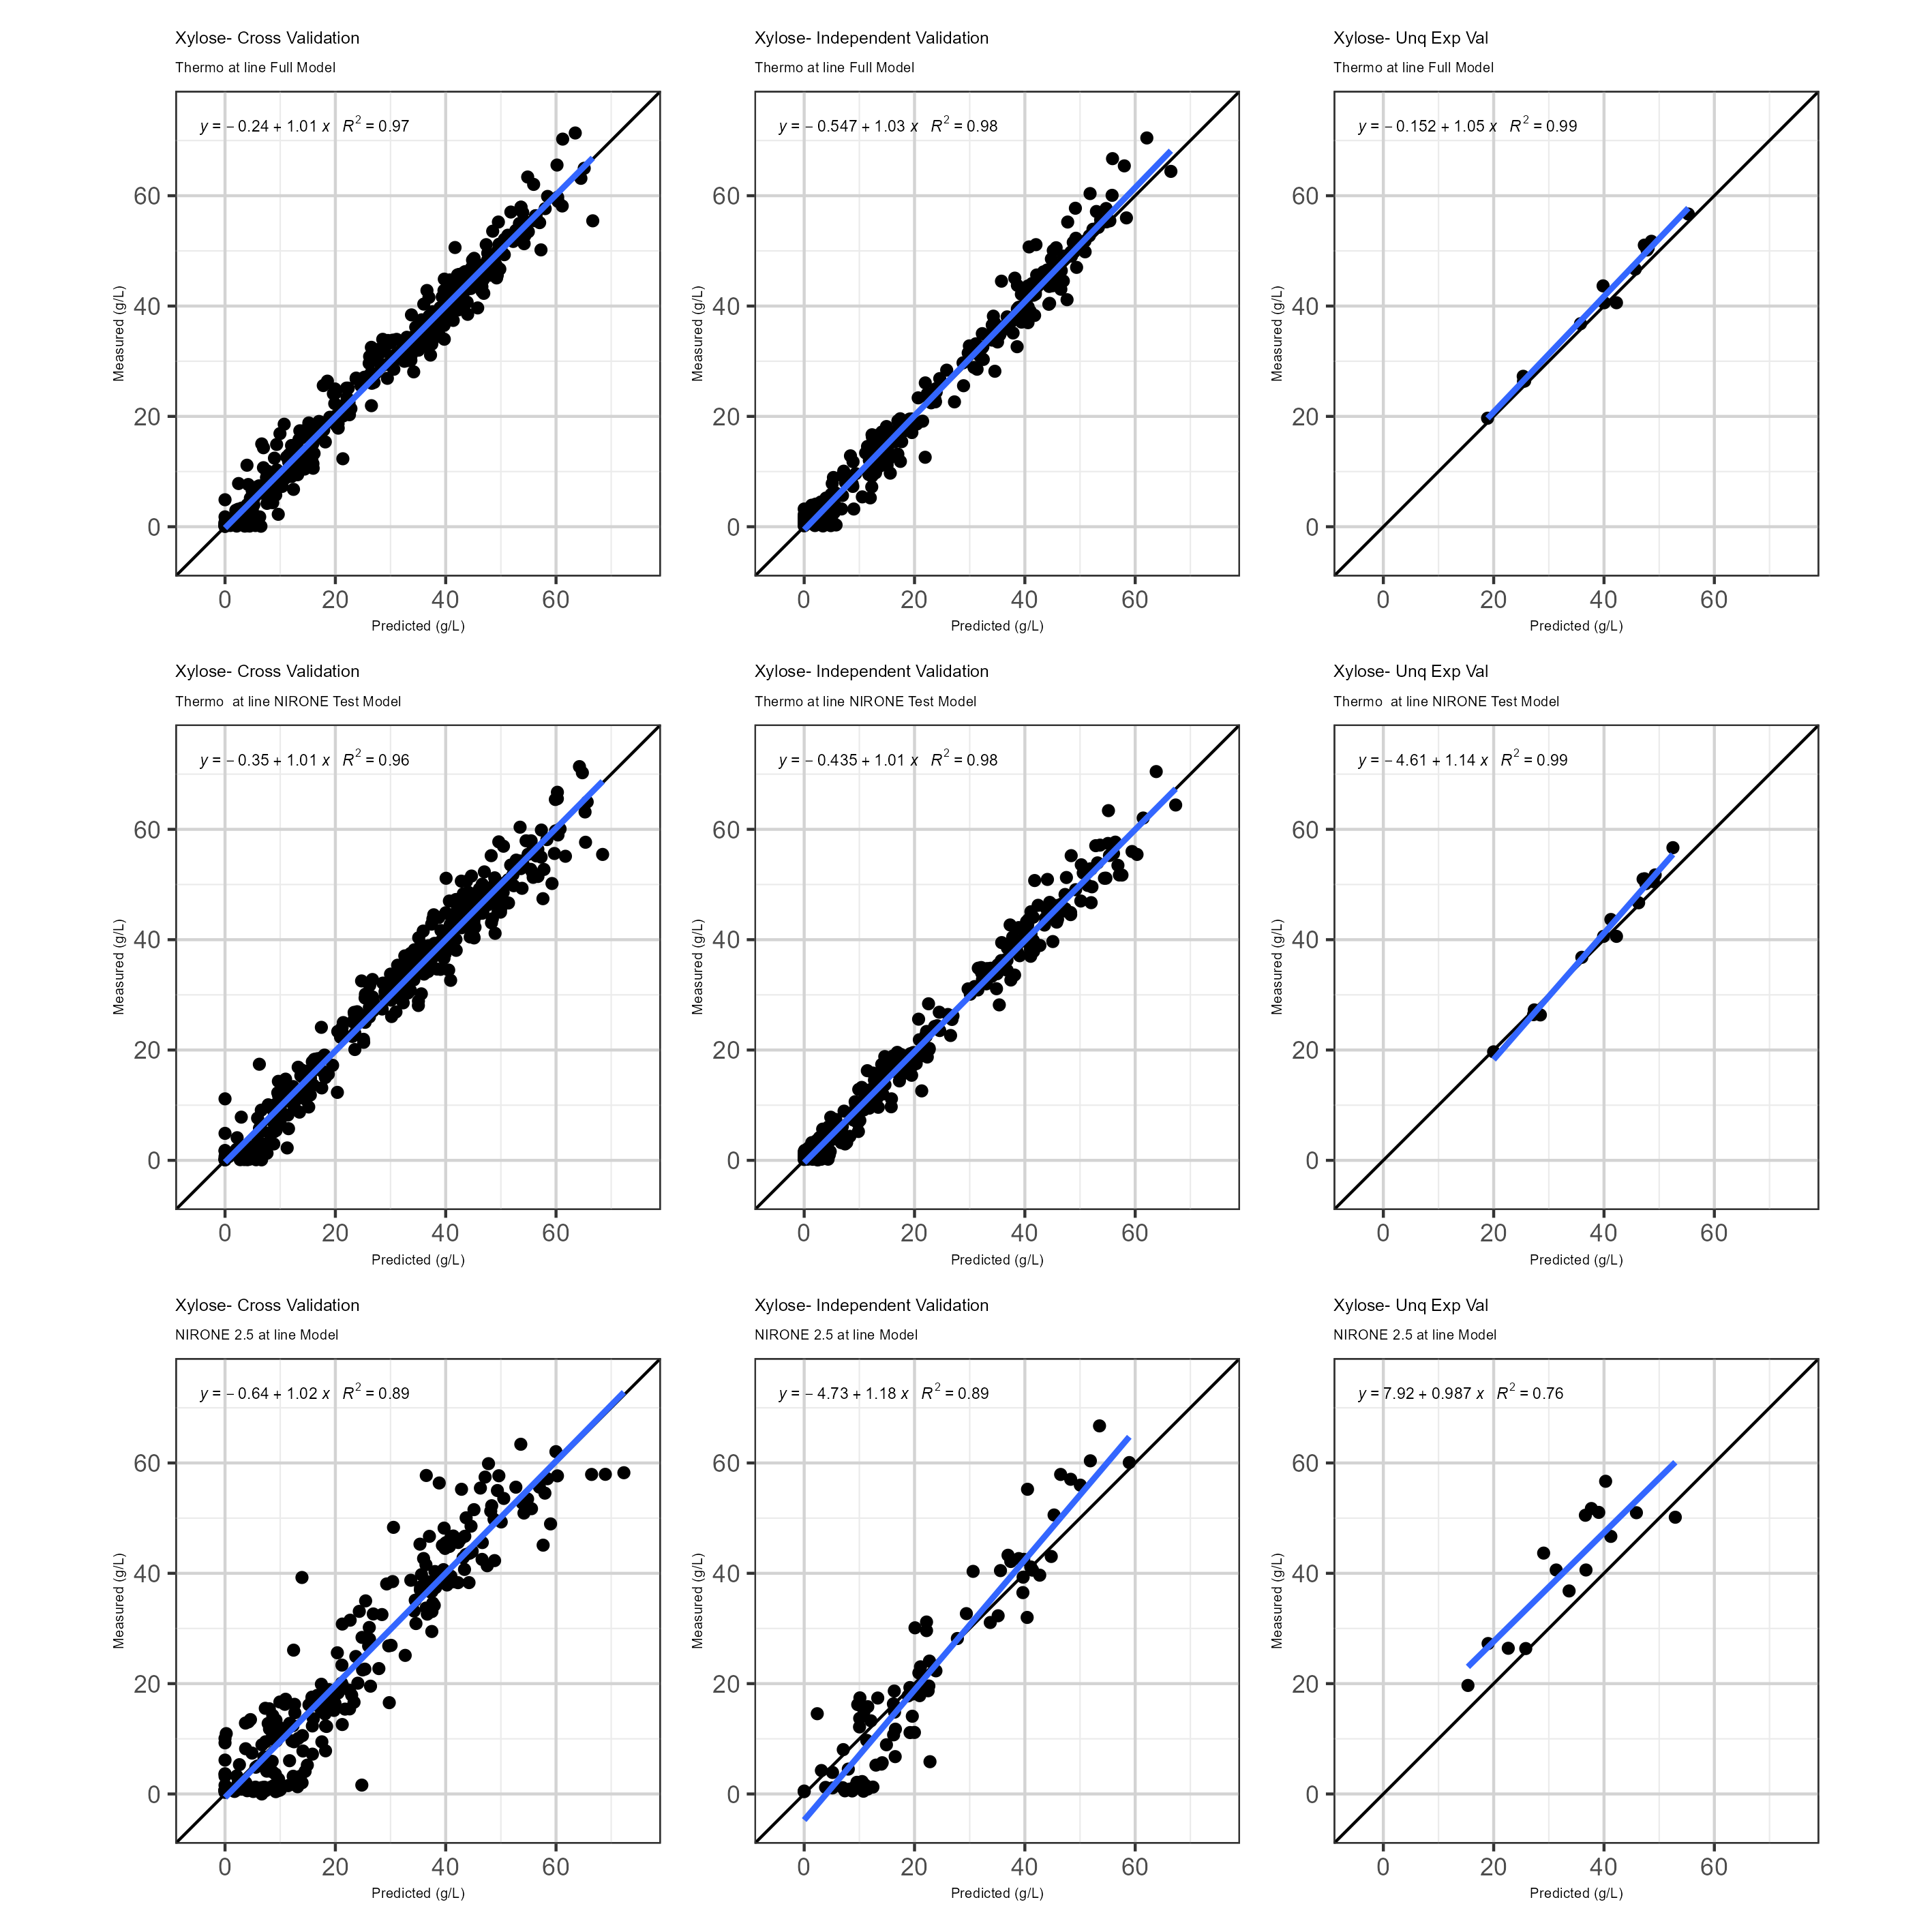 Xylose- Cross Validation
Thermo at line Full Model
y = − 0.24 + 1.01 x R² = 0.97
60
40
20
0
Measured (g/L)
0 20 40 60
Predicted (g/L)
Xylose- Independent Validation
Thermo at line Full Model
y = − 0.547 + 1.03 x R² = 0.98
60
40
20
0
Measured (g/L)
0 20 40 60
Predicted (g/L)
Xylose- Unq Exp Val
Thermo at line Full Model
y = − 0.152 + 1.05 x R² = 0.99
60
40
20
0
Measured (g/L)
0 20 40 60
Predicted (g/L)
Xylose- Cross Validation
Thermo  at line NIRONE Test Model
y = − 0.35 + 1.01 x R² = 0.96
60
40
20
0
Measured (g/L)
0 20 40 60
Predicted (g/L)
Xylose- Independent Validation
Thermo at line NIRONE Test Model
y = − 0.435 + 1.01 x R² = 0.98
60
40
20
0
Measured (g/L)
0 20 40 60
Predicted (g/L)
Xylose- Unq Exp Val
Thermo  at line NIRONE Test Model
y = − 4.61 + 1.14 x R² = 0.99
60
40
20
0
Measured (g/L)
0 20 40 60
Predicted (g/L)
Xylose- Cross Validation
NIRONE 2.5 at line Model
y = − 0.64 + 1.02 x R² = 0.89
60
40
20
0
Measured (g/L)
0 20 40 60
Predicted (g/L)
Xylose- Independent Validation
NIRONE 2.5 at line Model
y = − 4.73 + 1.18 x R² = 0.89
60
40
20
0
Measured (g/L)
0 20 40 60
Predicted (g/L)
Xylose- Unq Exp Val
NIRONE 2.5 at line Model
y = 7.92 + 0.987 x R² = 0.76
60
40
20
0
Measured (g/L)
0 20 40 60
Predicted (g/L)